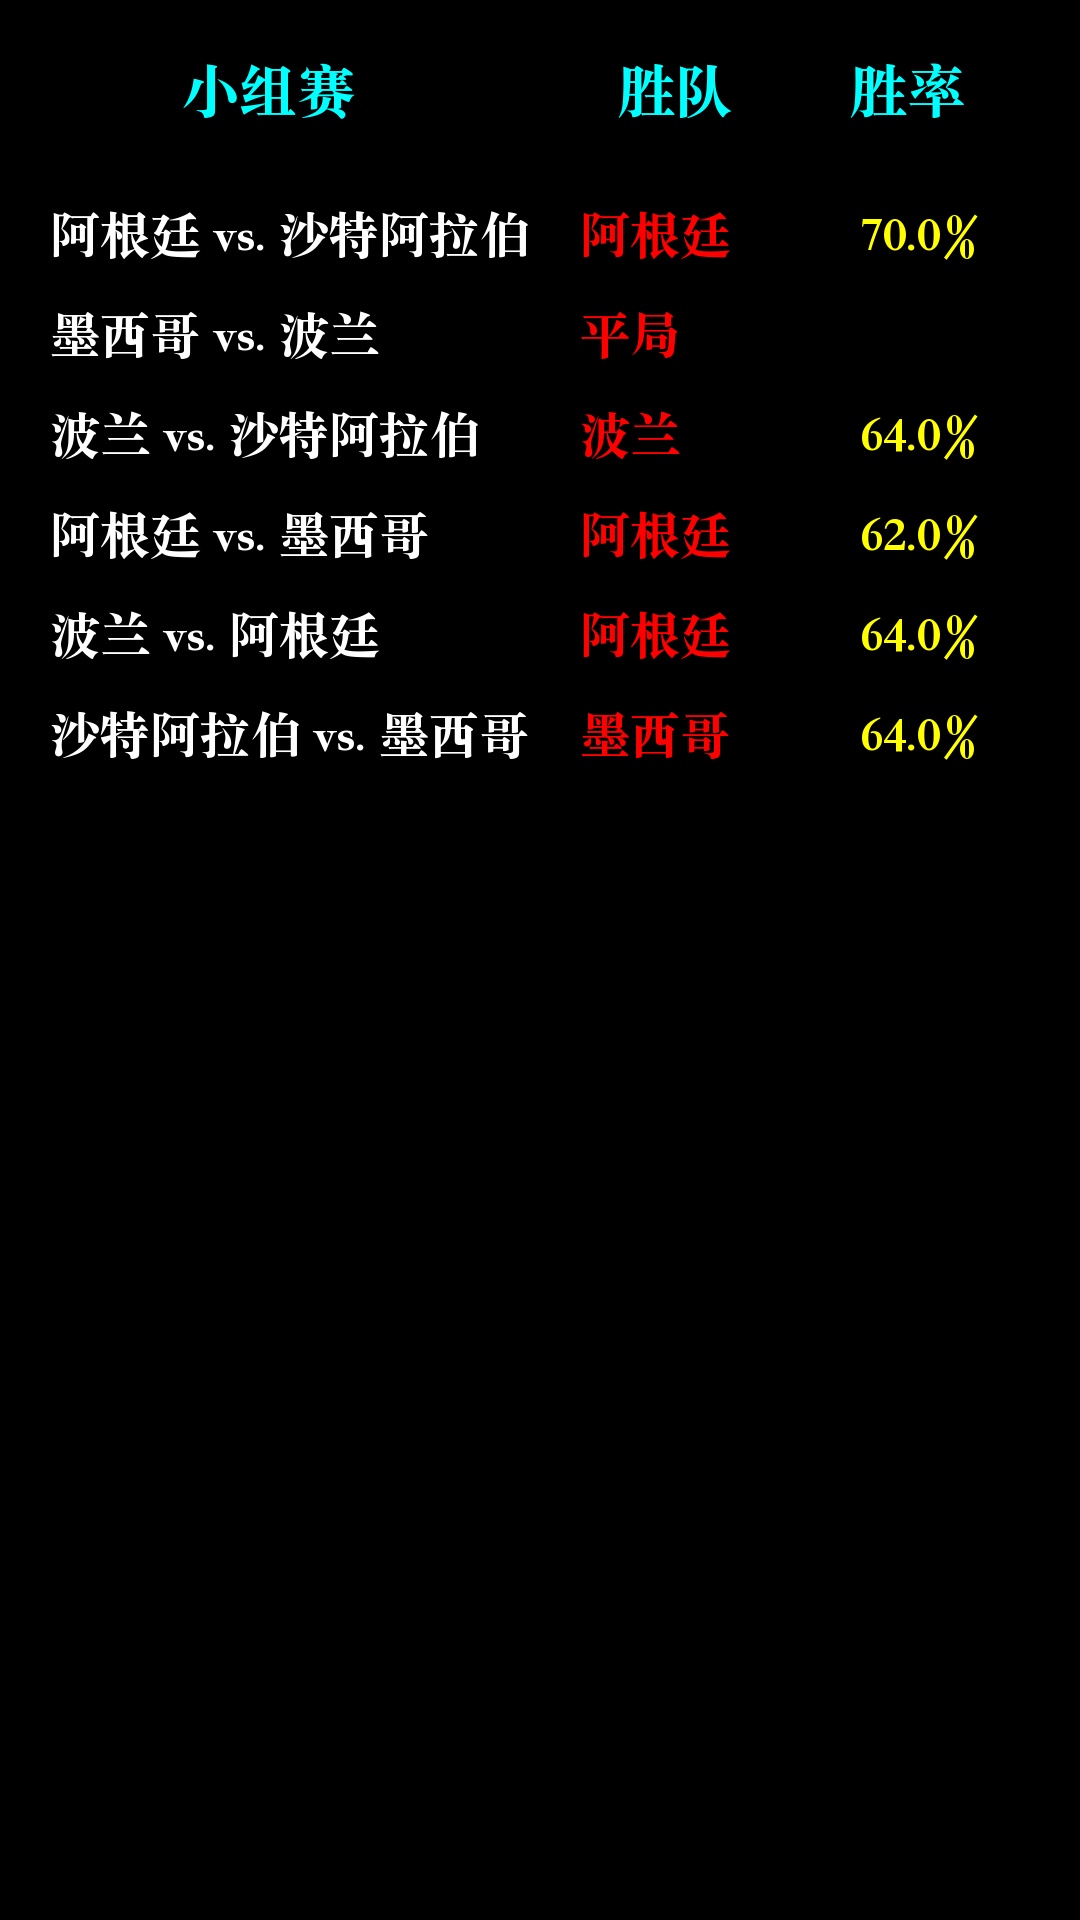 小组赛 胜队 胜率
阿根廷 vs. 沙特阿拉伯 阿根廷 70.0%
墨西哥 vs. 波兰 平局
波兰 vs. 沙特阿拉伯 波兰 64.0%
阿根廷 vs. 墨西哥 阿根廷 62.0%
波兰 vs. 阿根廷 阿根廷 64.0%
沙特阿拉伯 vs. 墨西哥 墨西哥 64.0%